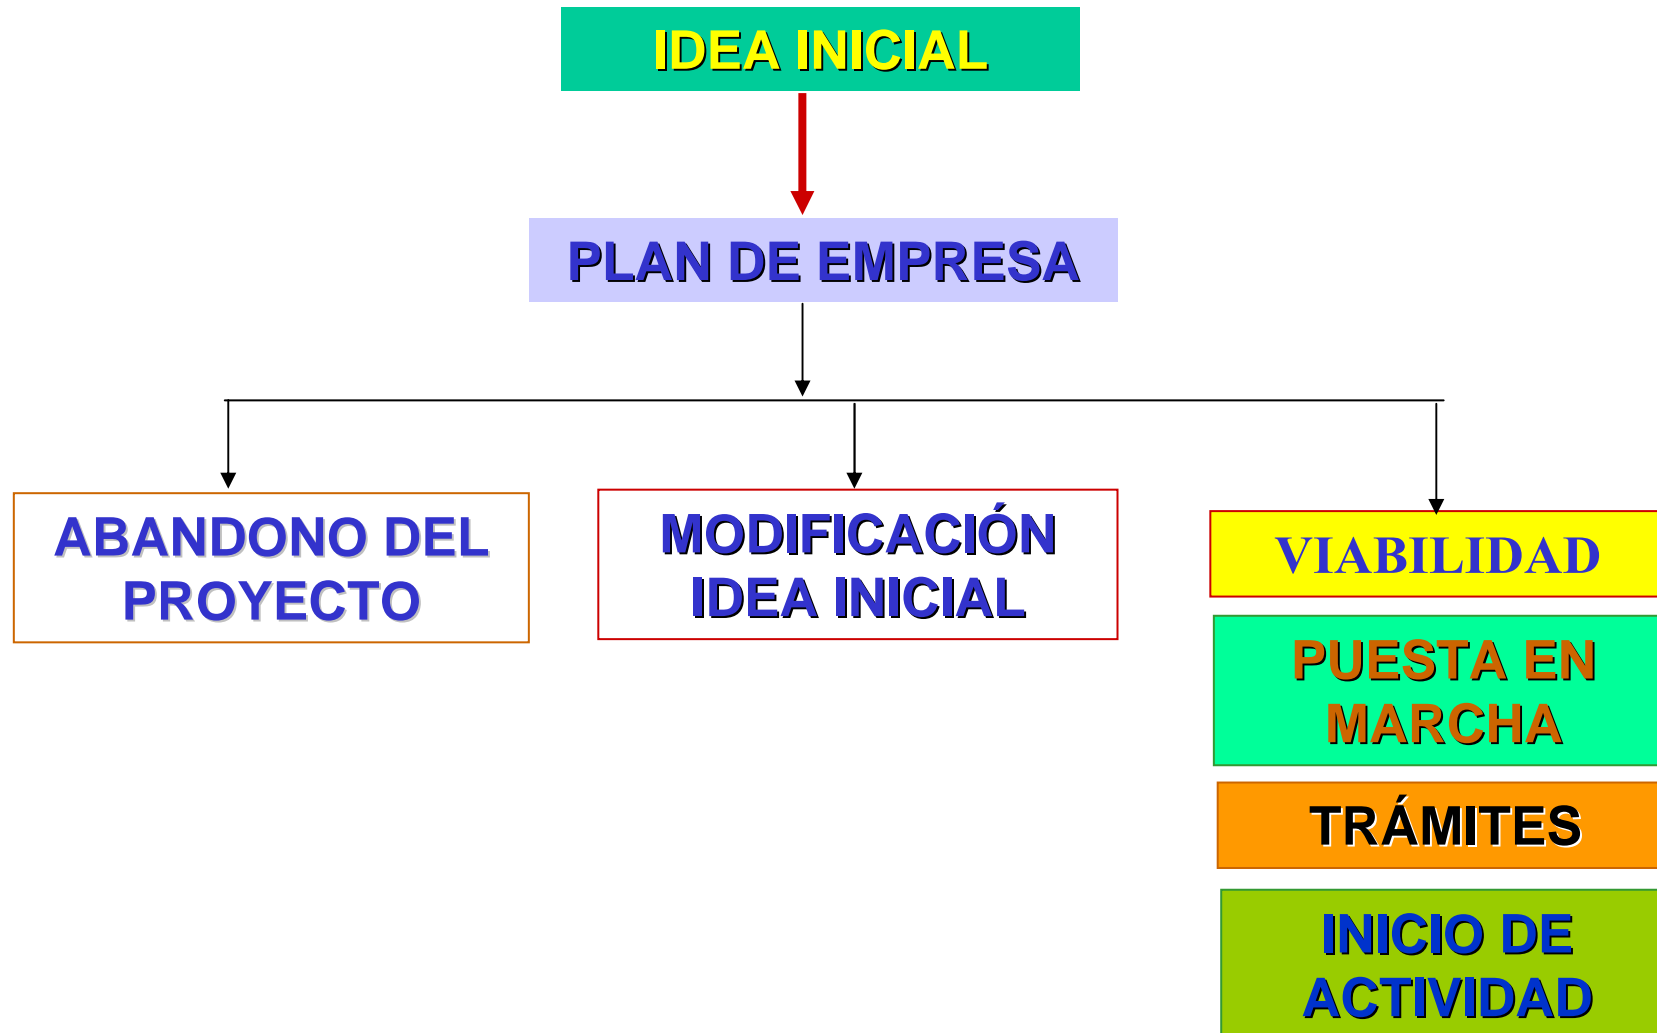 IDEA INICIAL
PLAN DE EMPRESA
ABANDONO DEL
PROYECTO
MODIFICACIÓN
IDEA INICIAL
VIABILIDAD
PUESTA EN
MARCHA
TRÁMITES
INICIO DE
ACTIVIDAD